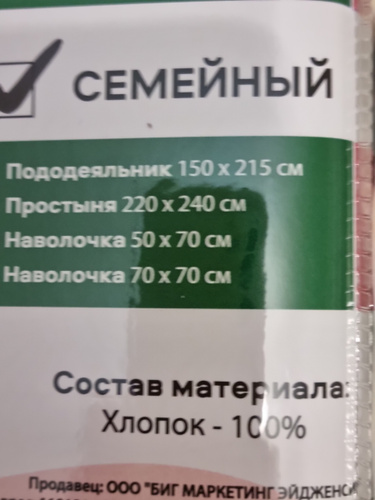 СЕМЕЙНЫЙ
Пододеяльник 150 x 215 см
Простыня 220 x 240 см
Наволочка 50 x 70 см
Наволочка 70 x 70 см
Состав материала:
Хлопок - 100%
Продавец: ООО "БИГ МАРКЕТИНГ ЭЙДЖЕНСИ